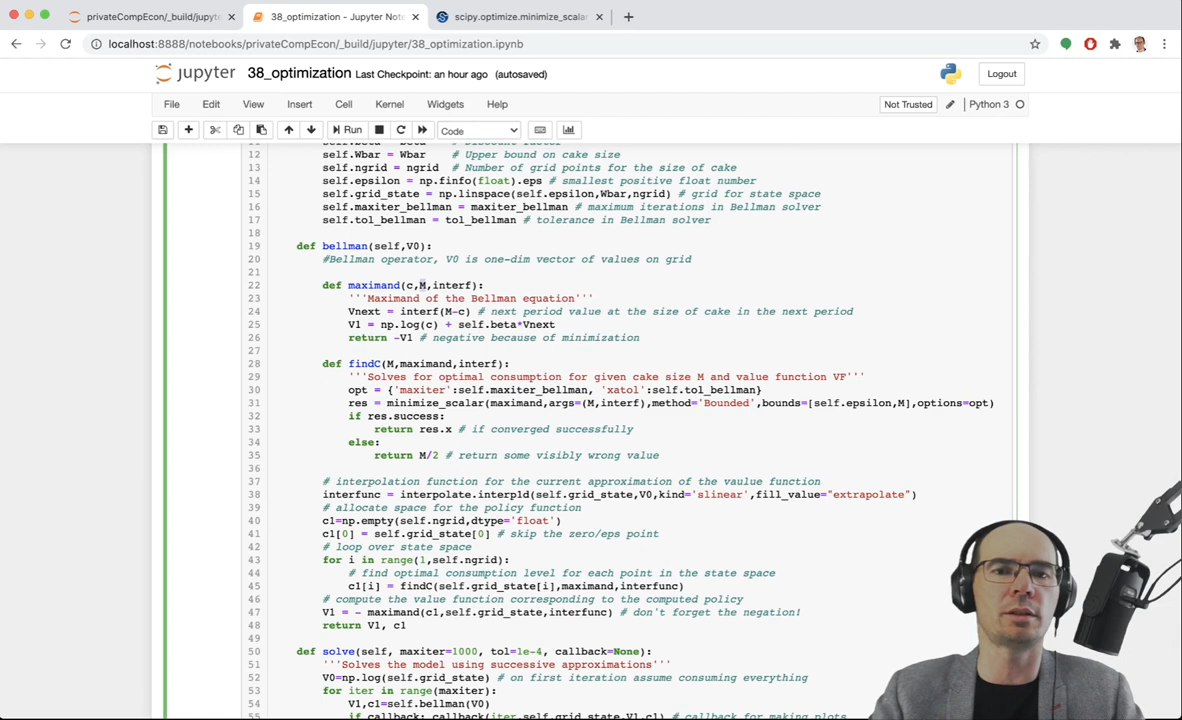 privateCompEcon/_build/jupyt
38_optimization - Jupyter Not
scipy.optimize.minimize_scala
localhost:8888/notebooks/privateCompEcon/_build/jupyter/38_optimization.ipynb
jupyter 38_optimization Last Checkpoint: an hour ago (autosaved)
Logout
File Edit View Insert Cell Kernel Widgets Help
Not Trusted Python 3
Run Code
12 self.Wbar = Wbar # Upper bound on cake size
13 self.ngrid = ngrid # Number of grid points for the size of cake
14 self.epsilon = np.finfo(float).eps # smallest positive float number
15 self.grid_state = np.linspace(self.epsilon,Wbar,ngrid) # grid for state space
16 self.maxiter_bellman = maxiter_bellman # maximum iterations in Bellman solver
17 self.tol_bellman = tol_bellman # tolerance in Bellman solver
18
19 def bellman(self,V0):
20 #Bellman operator, V0 is one-dim vector of values on grid
21
22 def maximand(c,M,interf):
23 '''Maximand of the Bellman equation'''
24 Vnext = interf(M-c) # next period value at the size of cake in the next period
25 V1 = np.log(c) + self.beta*Vnext
26 return -V1 # negative because of minimization
27
28 def findC(M,maximand,interf):
29 '''Solves for optimal consumption for given cake size M and value function VF'''
30 opt = {'maxiter':self.maxiter_bellman, 'xatol':self.tol_bellman}
31 res = minimize_scalar(maximand,args=(M,interf),method='Bounded',bounds=[self.epsilon,M],options=opt)
32 if res.success:
33 return res.x # if converged successfully
34 else:
35 return M/2 # return some visibly wrong value
36
37 # interpolation function for the current approximation of the vaulue function
38 interfunc = interpolate.interp1d(self.grid_state,V0,kind='slinear',fill_value="extrapolate")
39 # allocate space for the policy function
40 c1=np.empty(self.ngrid,dtype='float')
41 c1[0] = self.grid_state[0] # skip the zero/eps point
42 # loop over state space
43 for i in range(1,self.ngrid):
44 # find optimal consumption level for each point in the state space
45 c1[i] = findC(self.grid_state[i],maximand,interfunc)
46 # compute the value function corresponding to the computed policy
47 V1 = - maximand(c1,self.grid_state,interfunc) # don't forget the negation!
48 return V1, c1
49
50 def solve(self, maxiter=1000, tol=1e-4, callback=None):
51 '''Solves the model using successive approximations'''
52 V0=np.log(self.grid_state) # on first iteration assume consuming everything
53 for iter in range(maxiter):
54 V1,c1=self.bellman(V0)
55 if callback: callback(iter,self.grid_state,V1,c1) # callback for making plots